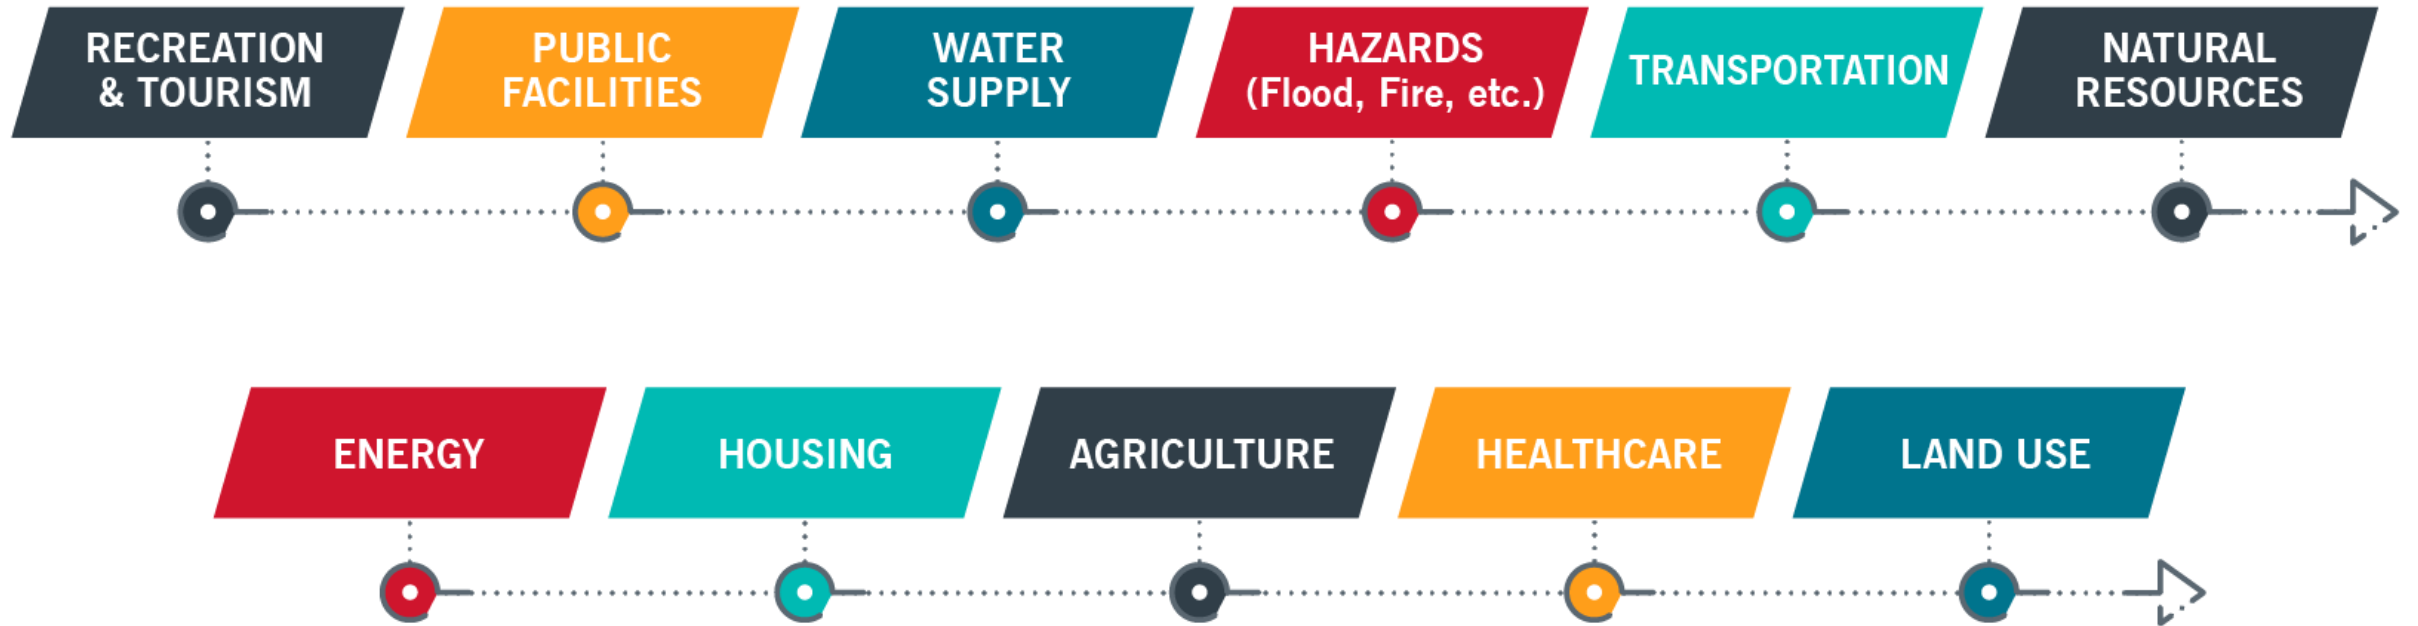 RECREATION
& TOURISM
PUBLIC
FACILITIES
WATER
SUPPLY
HAZARDS
(Flood, Fire, etc.)
TRANSPORTATION
NATURAL
RESOURCES
ENERGY
HOUSING
AGRICULTURE
HEALTHCARE
LAND USE